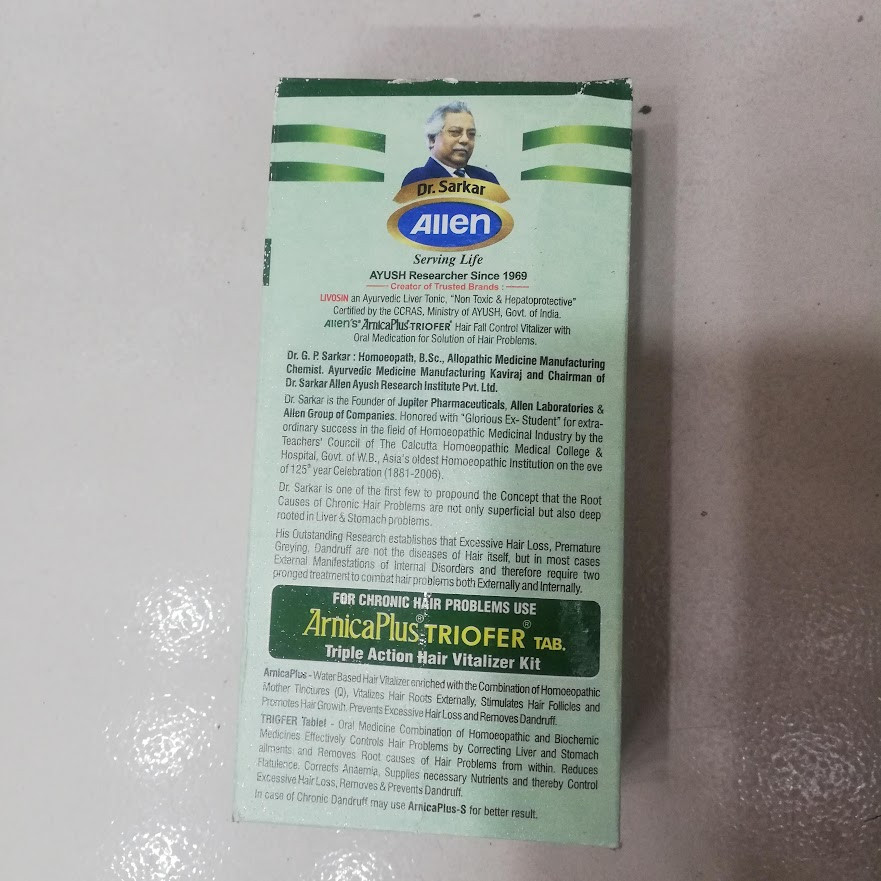 Dr. Sarkar
Allen
Serving Life
AYUSH Researcher Since 1969
Creator of Trusted Brands :
LIVOSIN an Ayurvedic Liver Tonic, "Non Toxic & Hepatoprotective"
Certified by the CCRAS, Ministry of AYUSH, Govt. of India.
Allen's® ArnicaPlus® TRIOFER® Hair Fall Control Vitalizer with
Oral Medication for Solution of Hair Problems.
Dr. G. P. Sarkar : Homoeopath, B.Sc., Allopathic Medicine Manufacturing
Chemist. Ayurvedic Medicine Manufacturing Kaviraj and Chairman of
Dr. Sarkar Allen Ayush Research Institute Pvt. Ltd.
Dr. Sarkar is the Founder of Jupiter Pharmaceuticals, Allen Laboratories &
Allen Group of Companies. Honored with "Glorious Ex- Student" for extra-
ordinary success in the field of Homoeopathic Medicinal Industry by the
Teachers' Council of The Calcutta Homoeopathic Medical College &
Hospital, Govt. of W.B., Asia's oldest Homoeopathic Institution on the eve
of 125th year Celebration (1881-2006).
Dr. Sarkar is one of the first few to propound the Concept that the Root
Causes of Chronic Hair Problems are not only superficial but also deep
rooted in Liver & Stomach problems.
His Outstanding Research establishes that Excessive Hair Loss, Premature
Greying, Dandruff are not the diseases of Hair itself, but in most cases
External Manifestations of Internal Disorders and therefore require two
pronged treatment to combat hair problems both Externally and Internally.
FOR CHRONIC HAIR PROBLEMS USE
ArnicaPlus® TRIOFER® TAB.
Triple Action Hair Vitalizer Kit
ArnicaPlus - Water Based Hair Vitalizer enriched with the Combination of Homoeopathic
Mother Tinctures (Q), Vitalizes Hair Roots Externally, Stimulates Hair Follicles and
Promotes Hair Growth. Prevents Excessive Hair Loss and Removes Dandruff.
TRIOFER Tablet - Oral Medicine Combination of Homoeopathic and Biochemic
Medicines Effectively Controls Hair Problems by Correcting Liver and Stomach
ailments and Removes Root causes of Hair Problems from within. Reduces
Flatulence. Corrects Anaemia, Supplies necessary Nutrients and thereby Control
Excessive Hair Loss, Removes & Prevents Dandruff.
In case of Chronic Dandruff may use ArnicaPlus-S for better result.